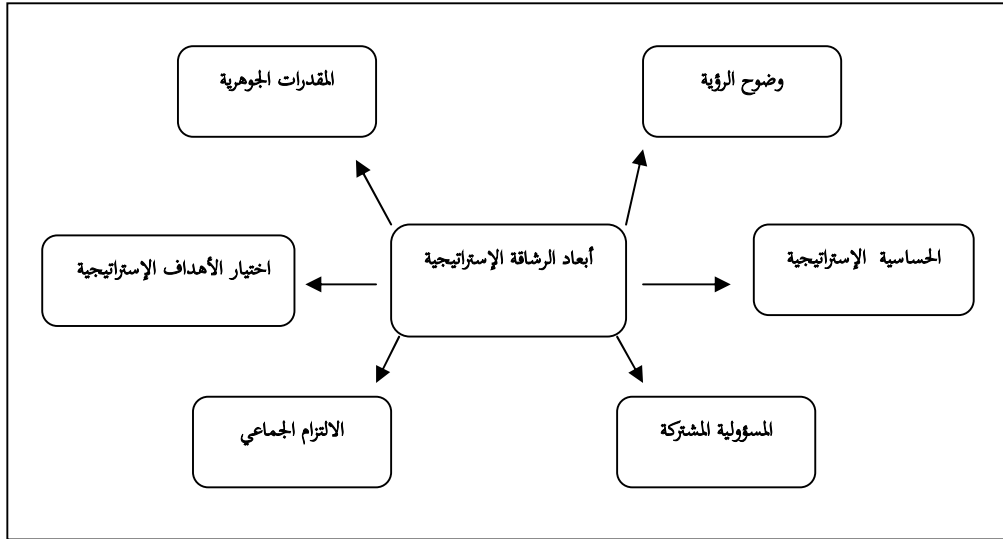 وضوح الرؤية
المقدرات الجوهرية
الحساسية الإستراتيجية
أبعاد الرشاقة الإستراتيجية
اختيار الأهداف الإستراتيجية
المسؤولية المشتركة
الالتزام الجماعي